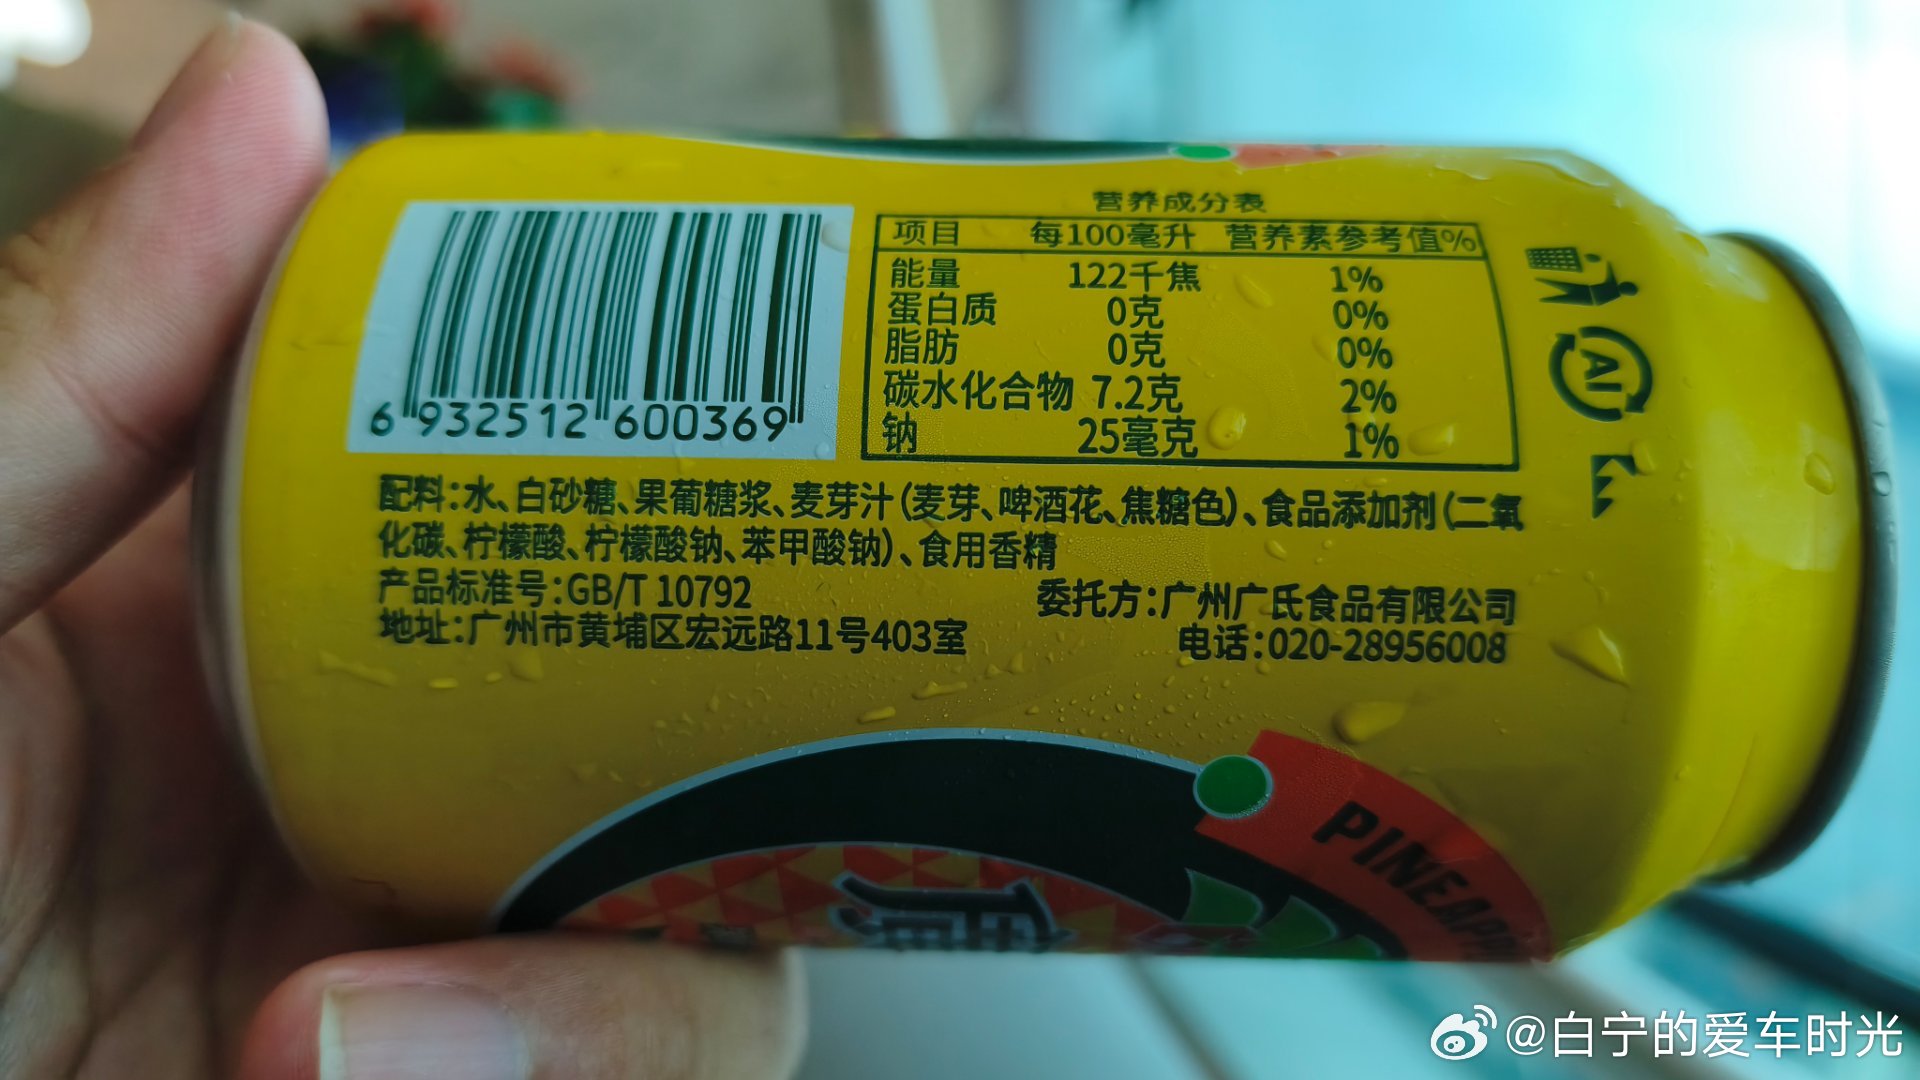 营养成分表
项目 每100毫升 营养素参考值%
能量 122千焦 1%
蛋白质 0克 0%
脂肪 0克 0%
碳水化合物 7.2克 2%
钠 25毫克 1%
6 932512 600369
配料:水、白砂糖、果葡糖浆、麦芽汁(麦芽、啤酒花、焦糖色)、食品添加剂(二氧
化碳、柠檬酸、柠檬酸钠、苯甲酸钠)、食用香精
产品标准号:GB/T 10792 委托方:广州广氏食品有限公司
地址:广州市黄埔区宏远路11号403室 电话:020-28956008
Al
@白宁的爱车时光